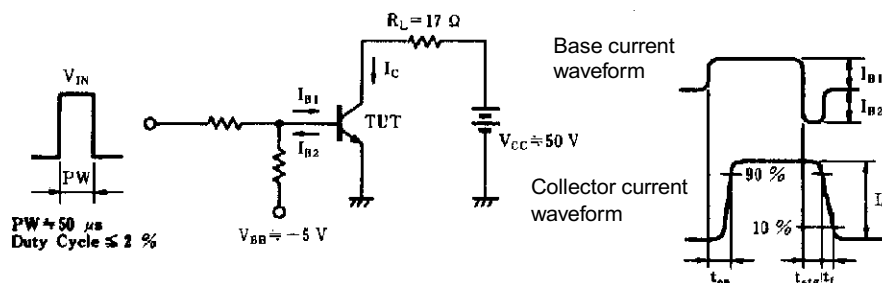 R_L=17 Ω
Base current
waveform
V_IN
I_C
I_B1
I_B2
TUT
I_B1
I_B2
V_CC≒50 V
PW
90 %
Collector current
waveform
10 %
PW≒50 μs
Duty Cycle≦2 %
V_BB≒−5 V
t_on
t_stg
t_f